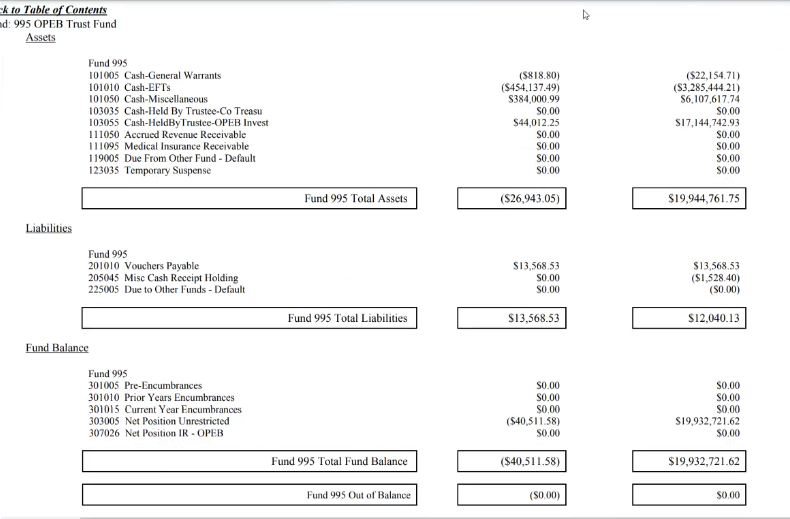 ck to Table of Contents
nd: 995 OPEB Trust Fund
Assets
Fund 995
101005 Cash-General Warrants ($818.80) ($22,154.71)
101010 Cash-EFTs ($454,137.49) ($3,285,444.21)
101050 Cash-Miscellaneous $384,000.99 $6,107,617.74
103035 Cash-Held By Trustee-Co Treasu $0.00 $0.00
103055 Cash-HeldByTrustee-OPEB Invest $44,012.25 $17,144,742.93
111050 Accrued Revenue Receivable $0.00 $0.00
111095 Medical Insurance Receivable $0.00 $0.00
119005 Due From Other Fund - Default $0.00 $0.00
123035 Temporary Suspense $0.00 $0.00
Fund 995 Total Assets ($26,943.05) $19,944,761.75
Liabilities
Fund 995
201010 Vouchers Payable $13,568.53 $13,568.53
205045 Misc Cash Receipt Holding $0.00 ($1,528.40)
225005 Due to Other Funds - Default $0.00 ($0.00)
Fund 995 Total Liabilities $13,568.53 $12,040.13
Fund Balance
Fund 995
301005 Pre-Encumbrances $0.00 $0.00
301010 Prior Years Encumbrances $0.00 $0.00
301015 Current Year Encumbrances $0.00 $0.00
303005 Net Position Unrestricted ($40,511.58) $19,932,721.62
307026 Net Position IR - OPEB $0.00 $0.00
Fund 995 Total Fund Balance ($40,511.58) $19,932,721.62
Fund 995 Out of Balance ($0.00) $0.00